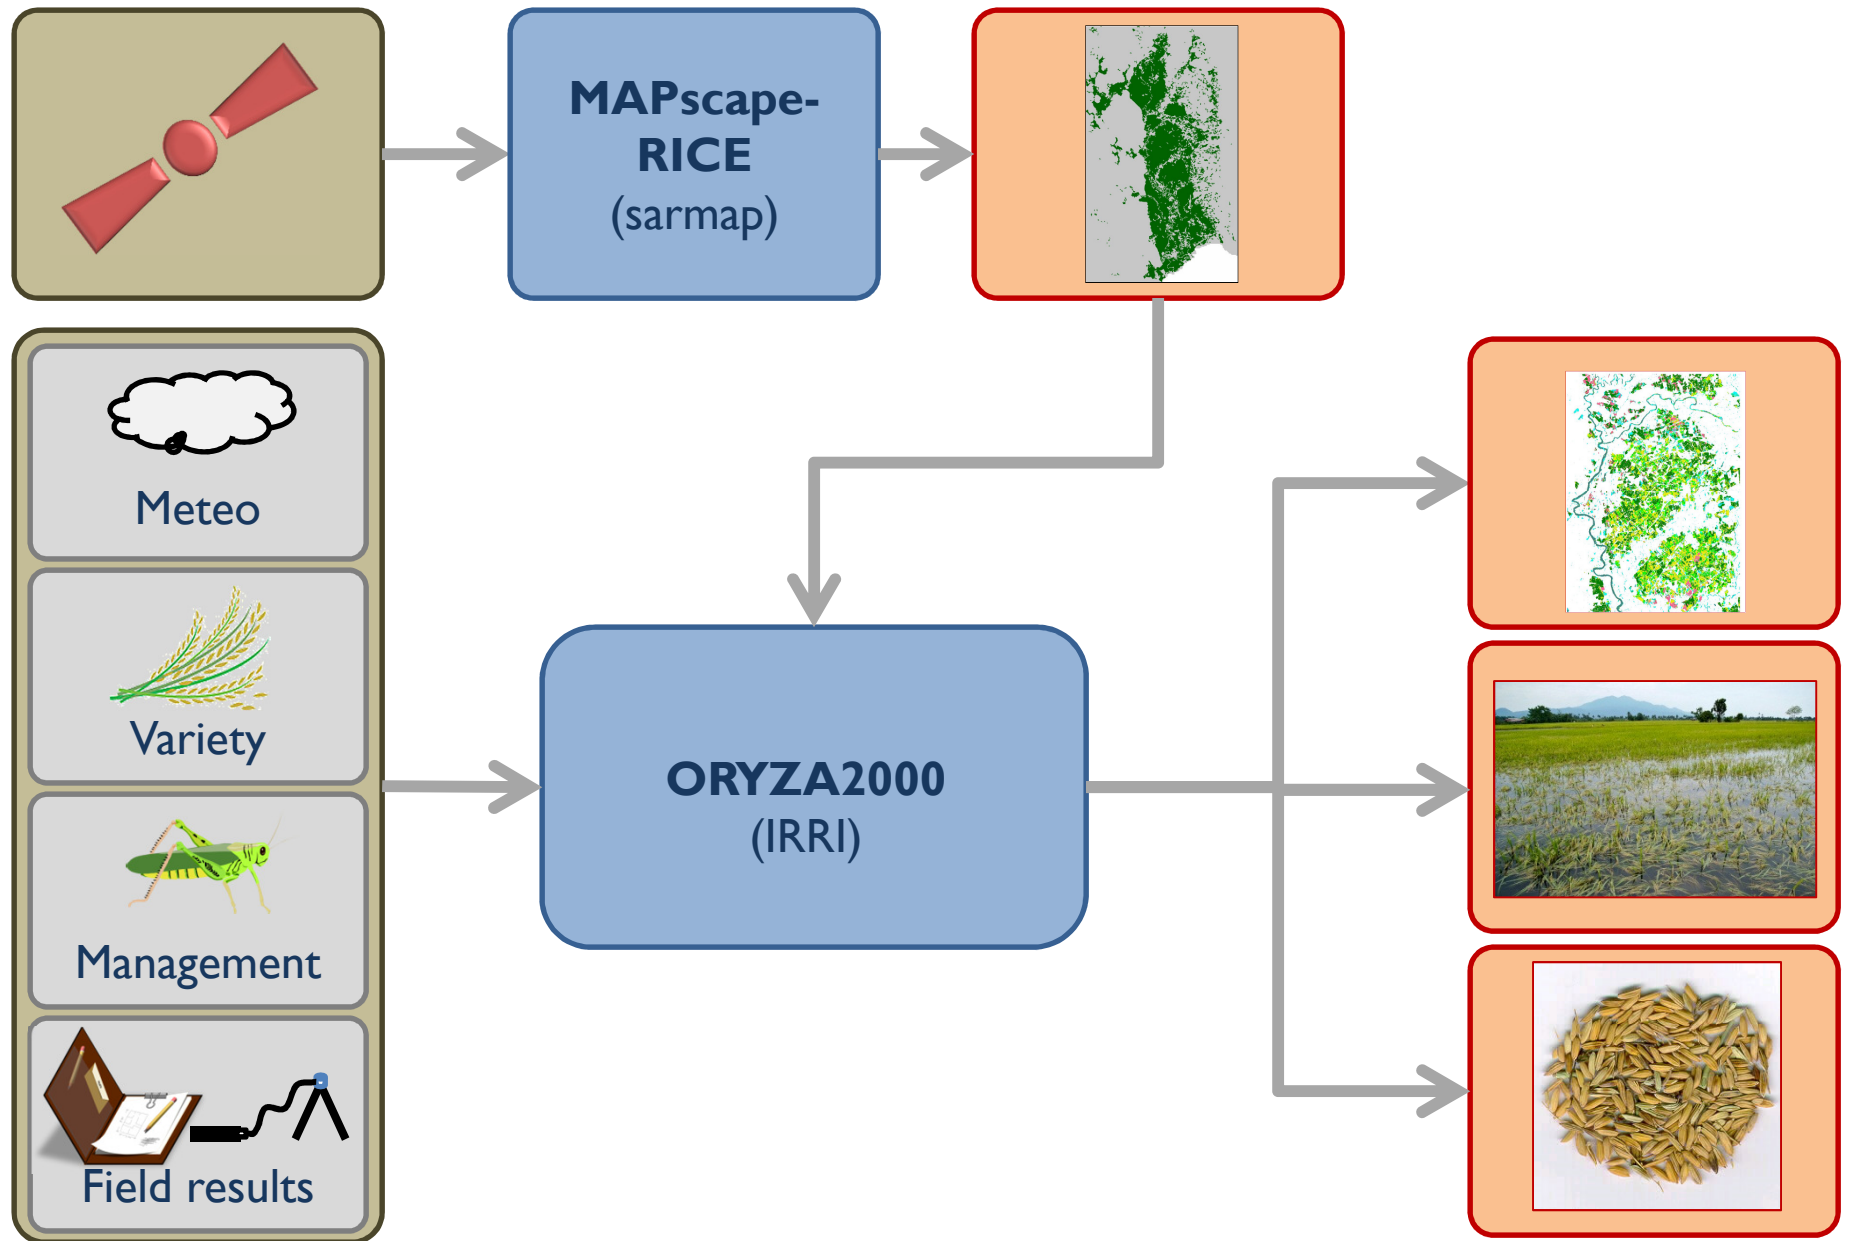 MAPscape-
RICE
(sarmap)
Meteo
Variety
Management
Field results
ORYZA2000
(IRRI)